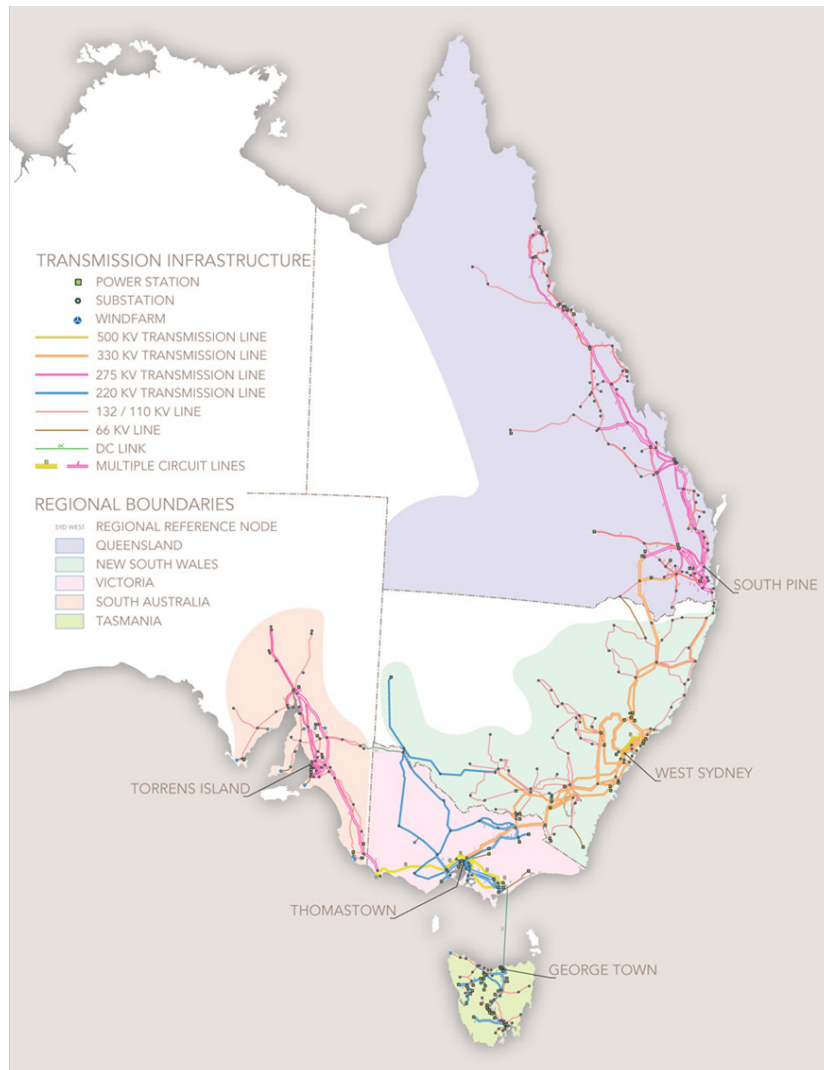 TRANSMISSION INFRASTRUCTURE
POWER STATION
SUBSTATION
WINDFARM
500 KV TRANSMISSION LINE
330 KV TRANSMISSION LINE
275 KV TRANSMISSION LINE
220 KV TRANSMISSION LINE
132 / 110 KV LINE
66 KV LINE
DC LINK
MULTIPLE CIRCUIT LINES
REGIONAL BOUNDARIES
SYD WEST REGIONAL REFERENCE NODE
QUEENSLAND
NEW SOUTH WALES
VICTORIA
SOUTH AUSTRALIA
TASMANIA
SOUTH PINE
WEST SYDNEY
TORRENS ISLAND
THOMASTOWN
GEORGE TOWN